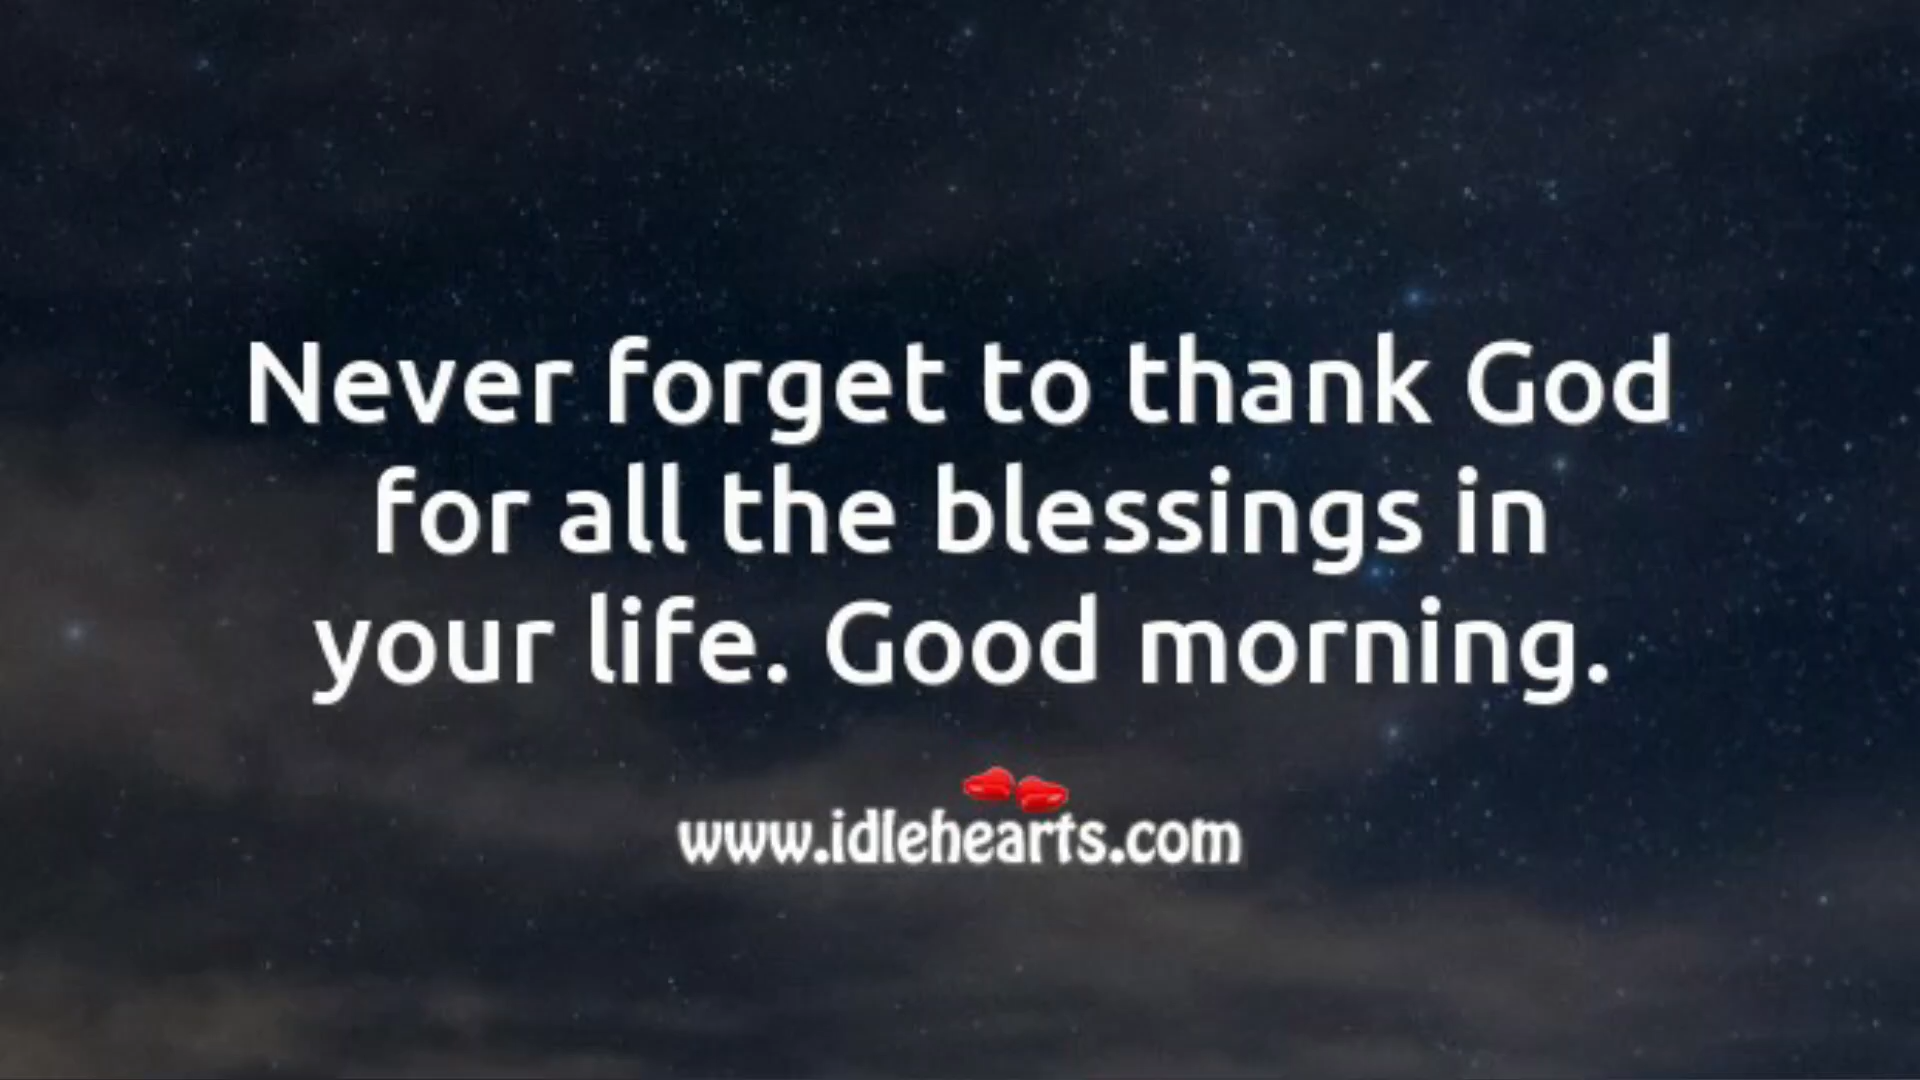 Never forget to thank God
for all the blessings in
your life. Good morning.
www.idlehearts.com